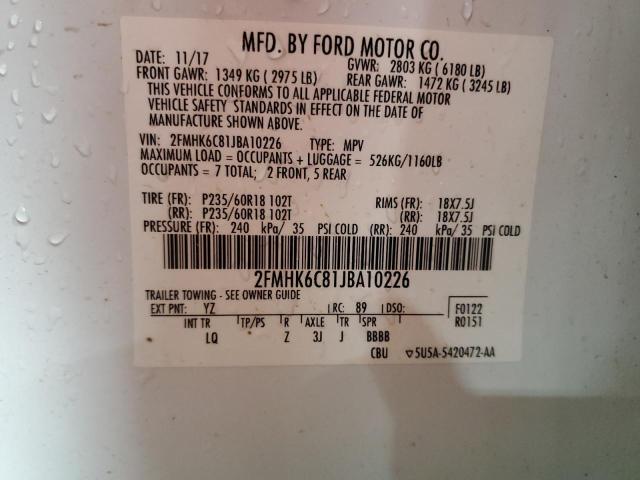 MFD. BY FORD MOTOR CO.
DATE: 11/17 GVWR: 2803 KG ( 6180 LB)
FRONT GAWR: 1349 KG ( 2975 LB) REAR GAWR: 1472 KG ( 3245 LB)
THIS VEHICLE CONFORMS TO ALL APPLICABLE FEDERAL MOTOR
VEHICLE SAFETY STANDARDS IN EFFECT ON THE DATE OF
MANUFACTURE SHOWN ABOVE.
VIN: 2FMHK6C81JBA10226 TYPE: MPV
MAXIMUM LOAD = OCCUPANTS + LUGGAGE = 526KG/1160LB
OCCUPANTS = 7 TOTAL; 2 FRONT, 5 REAR
TIRE (FR): P235/60R18 102T RIMS (FR): 18X7.5J
(RR): P235/60R18 102T (RR): 18X7.5J
PRESSURE (FR): 240 kPa/ 35 PSI COLD (RR): 240 kPa/ 35 PSI COLD
2FMHK6C81JBA10226
TRAILER TOWING - SEE OWNER GUIDE
EXT PNT: YZ RC: 89 DSO: F0122
INT TR TP/PS R AXLE TR SPR R0151
LQ Z 3J J BBBB
CBU ▽5U5A-5420472-AA